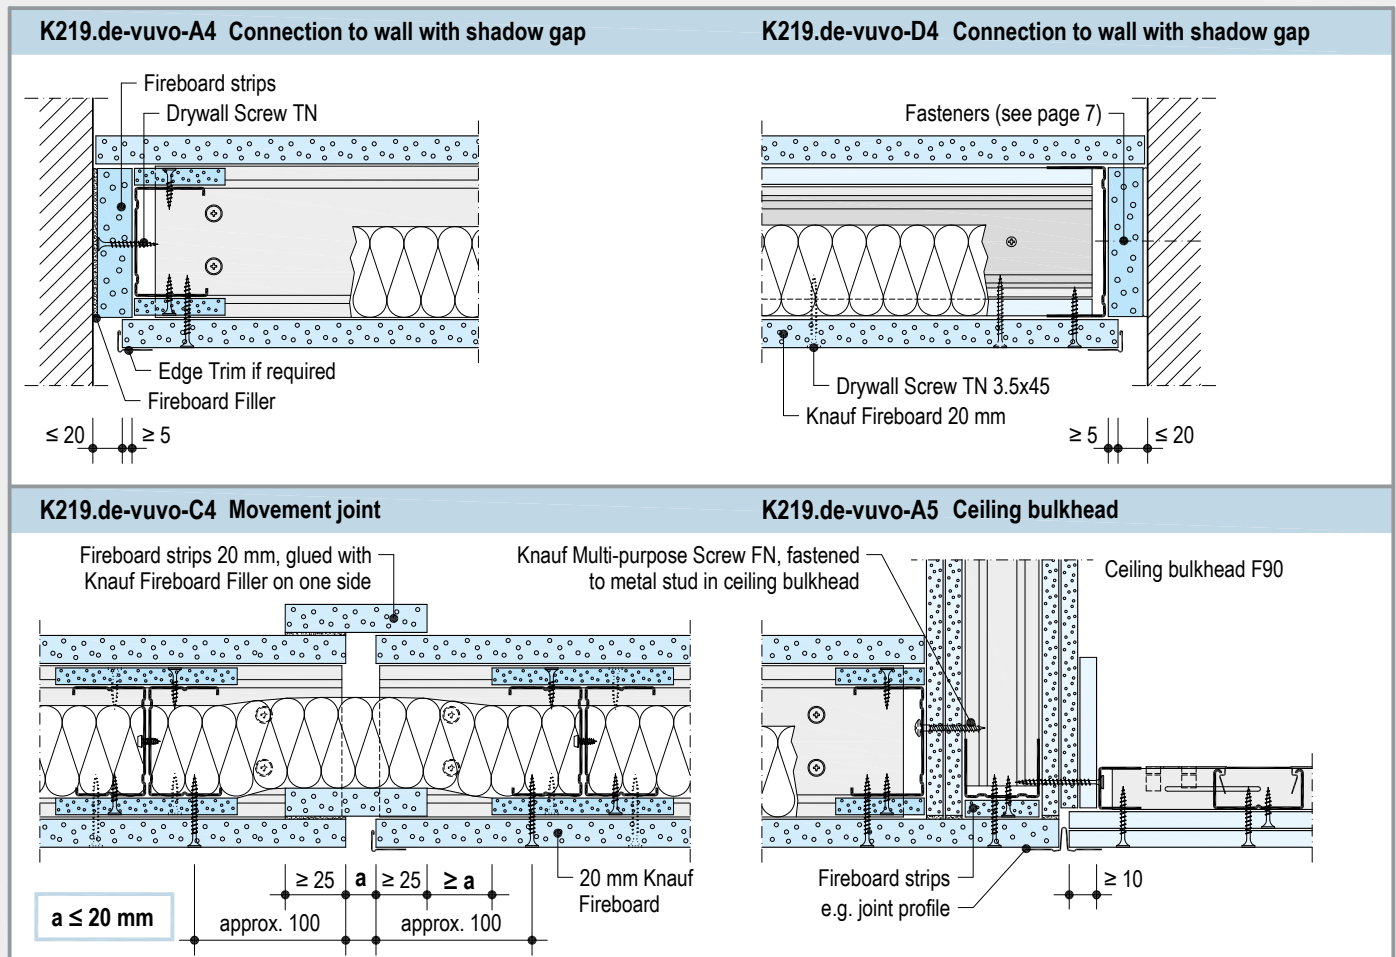 K219.de-vuvo-A4 Connection to wall with shadow gap
Fireboard strips
Drywall Screw TN
Edge Trim if required
Fireboard Filler
≤ 20
≥ 5
K219.de-vuvo-D4 Connection to wall with shadow gap
Fasteners (see page 7)
Drywall Screw TN 3.5x45
Knauf Fireboard 20 mm
≥ 5
≤ 20
K219.de-vuvo-C4 Movement joint
Fireboard strips 20 mm, glued with
Knauf Fireboard Filler on one side
≥ 25
a
≥ 25
≥ a
20 mm Knauf
Fireboard
a ≤ 20 mm
approx. 100
approx. 100
K219.de-vuvo-A5 Ceiling bulkhead
Knauf Multi-purpose Screw FN, fastened
to metal stud in ceiling bulkhead
Ceiling bulkhead F90
Fireboard strips
e.g. joint profile
≥ 10